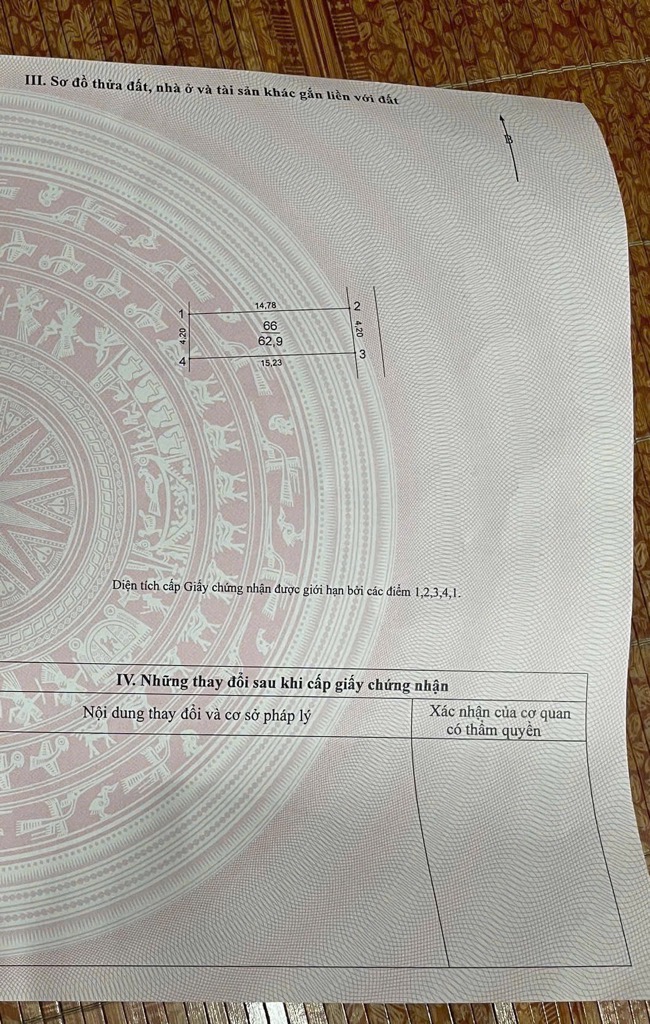 III. Sơ đồ thửa đất, nhà ở và tài sản khác gắn liền với đất
B
1 14,78 2
4,20 66 4,20
62,9
4 15,23 3
Diện tích cấp Giấy chứng nhận được giới hạn bởi các điểm 1,2,3,4,1.
IV. Những thay đổi sau khi cấp giấy chứng nhận
Nội dung thay đổi và cơ sở pháp lý
Xác nhận của cơ quan
có thẩm quyền